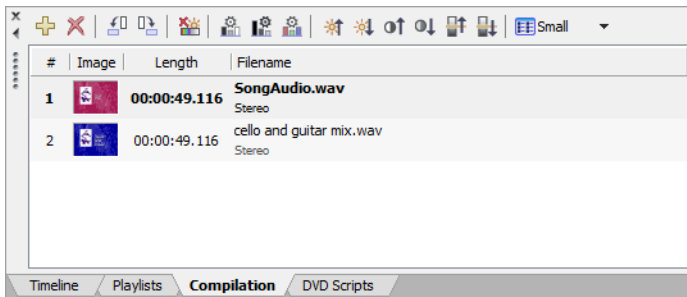 Small
# Image Length Filename
1 00:00:49.116 SongAudio.wav
Stereo
2 00:00:49.116 cello and guitar mix.wav
Stereo
Timeline Playlists Compilation DVD Scripts